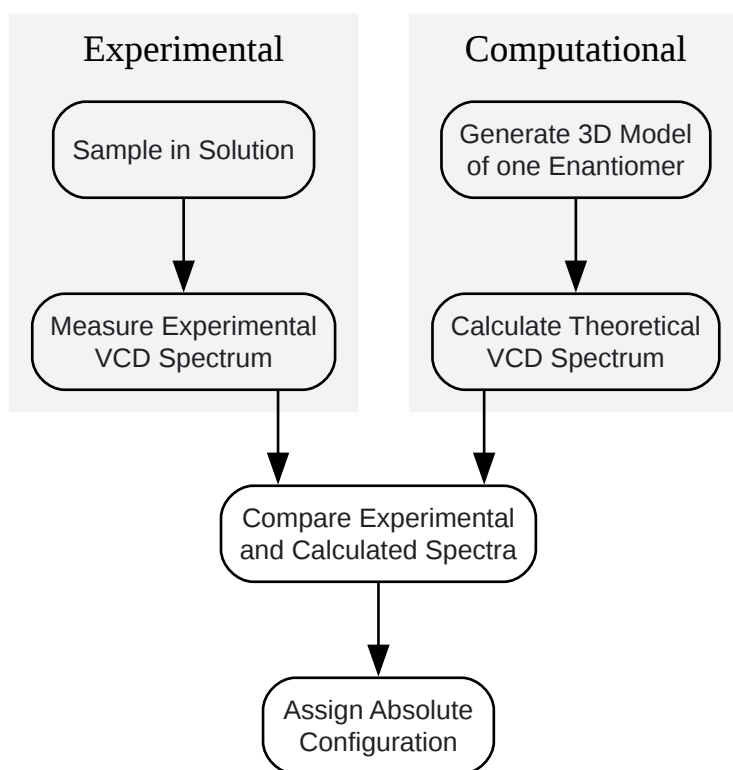 Experimental
Sample in Solution
Measure Experimental
VCD Spectrum
Computational
Generate 3D Model
of one Enantiomer
Calculate Theoretical
VCD Spectrum
Compare Experimental
and Calculated Spectra
Assign Absolute
Configuration